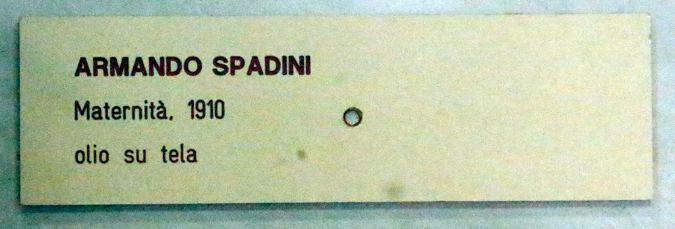 ARMANDO SPADINI
Maternità, 1910
olio su tela